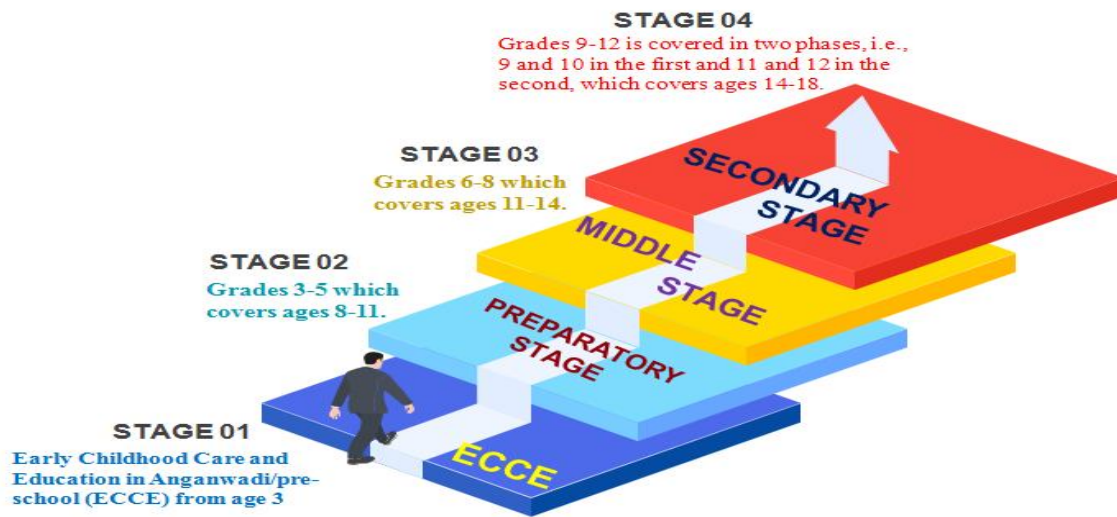 STAGE 04
Grades 9-12 is covered in two phases, i.e.,
9 and 10 in the first and 11 and 12 in the
second, which covers ages 14-18.
SECONDARY
STAGE
STAGE 03
Grades 6-8 which
covers ages 11-14.
MIDDLE
STAGE
STAGE 02
Grades 3-5 which
covers ages 8-11.
PREPARATORY
STAGE
STAGE 01
Early Childhood Care and
Education in Anganwadi/pre-
school (ECCE) from age 3
ECCE